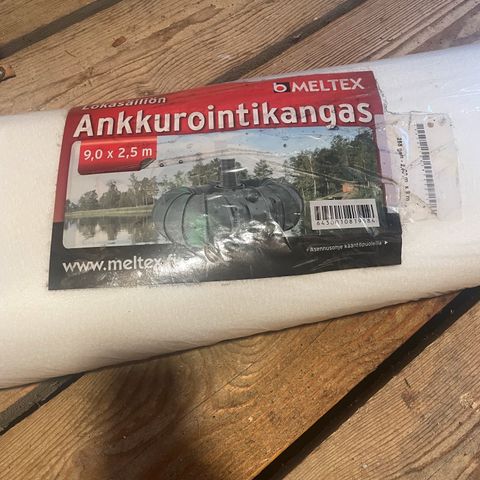 MELTEX
Lokasäiliön
Ankkurointikangas
9,0 x 2,5 m
www.meltex.fi
Asennusohje kääntöpuolella